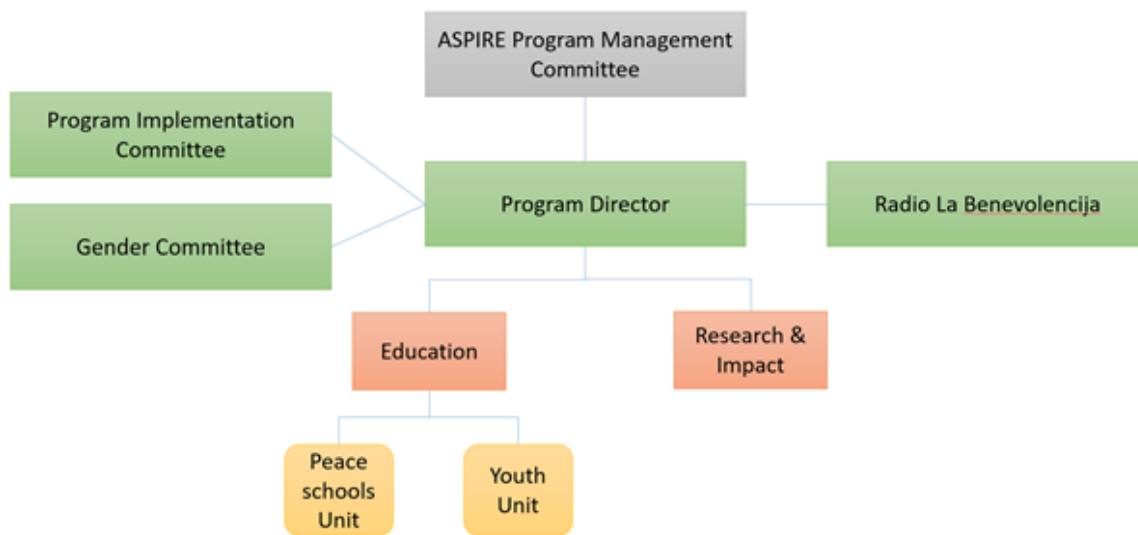 ASPIRE Program Management
Committee
Program Implementation
Committee
Gender Committee
Program Director
Radio La Benevolencija
Education
Research &
Impact
Peace
schools
Unit
Youth
Unit